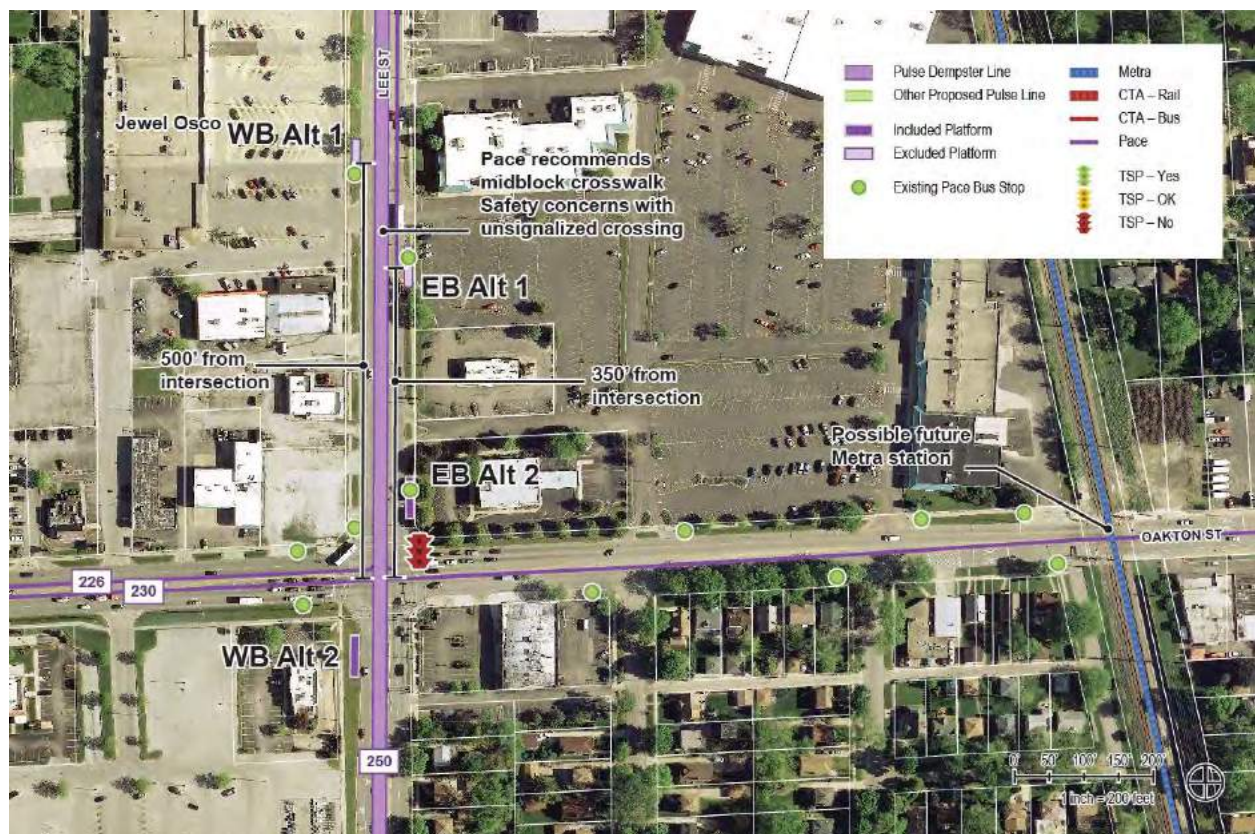 LEE ST
Jewel Osco
WB Alt 1
Pace recommends
midblock crosswalk
Safety concerns with
unsignalized crossing
EB Alt 1
500' from
intersection
350' from
intersection
EB Alt 2
Possible future
Metra station
OAKTON ST
226
230
WB Alt 2
250
Pulse Dempster Line
Other Proposed Pulse Line
Included Platform
Excluded Platform
Existing Pace Bus Stop
Metra
CTA – Rail
CTA – Bus
Pace
TSP – Yes
TSP – OK
TSP – No
0' 50' 100' 150' 200'
1 inch = 200 feet